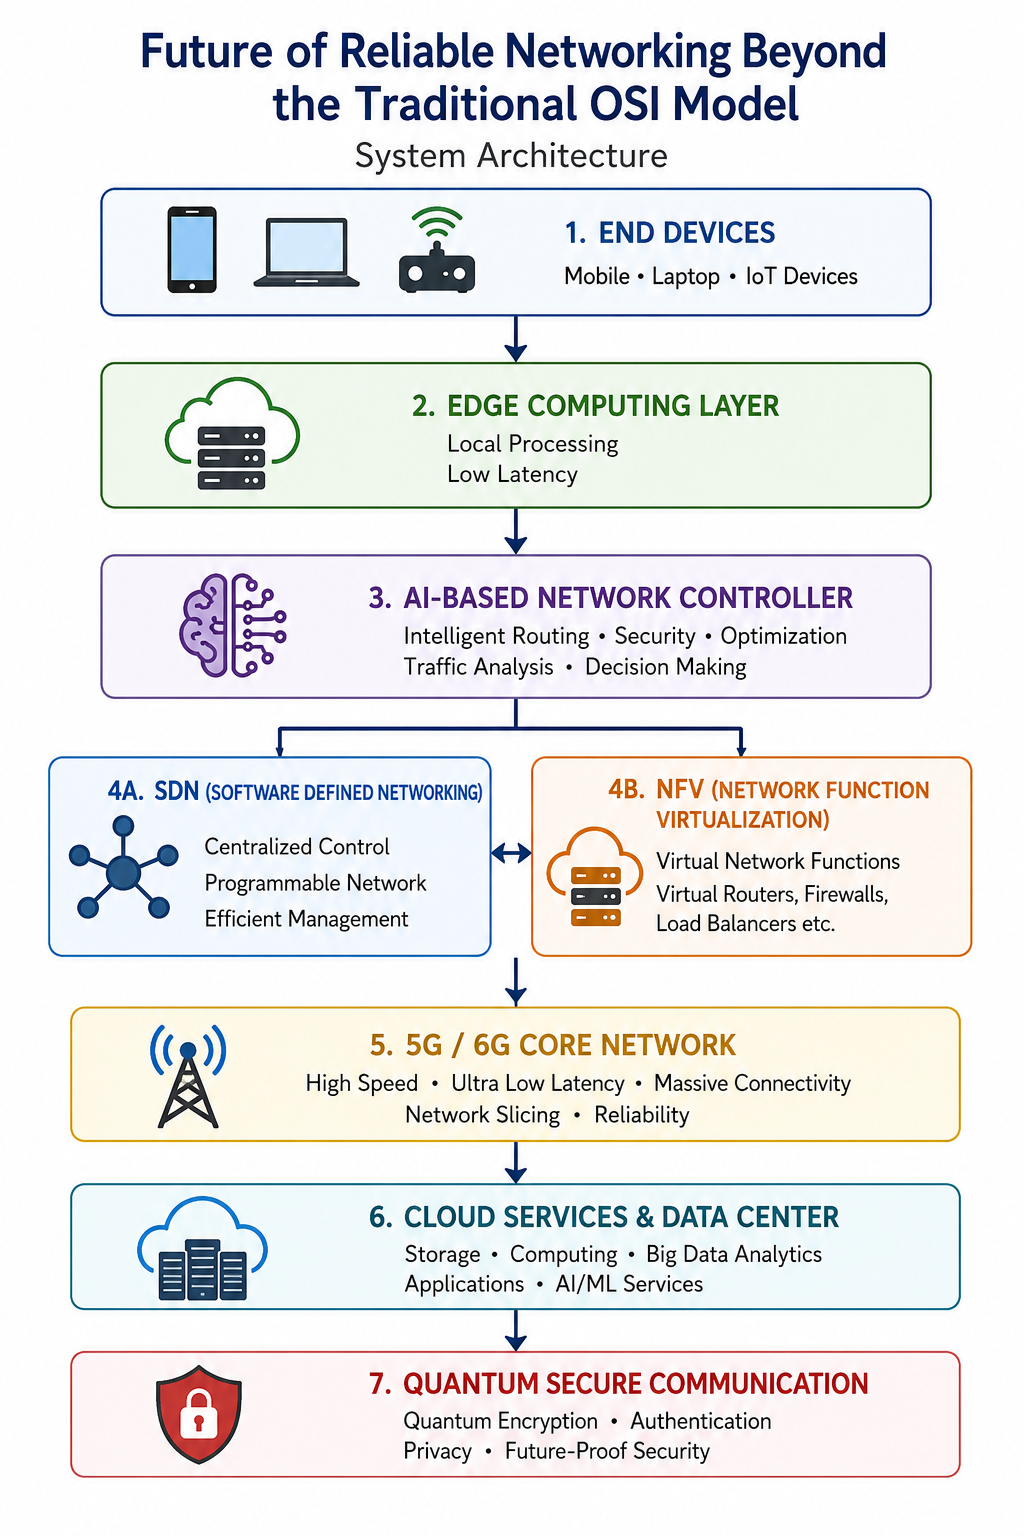 Future of Reliable Networking Beyond
the Traditional OSI Model
System Architecture
1. END DEVICES
Mobile • Laptop • IoT Devices
2. EDGE COMPUTING LAYER
Local Processing
Low Latency
3. AI-BASED NETWORK CONTROLLER
Intelligent Routing • Security • Optimization
Traffic Analysis • Decision Making
4A. SDN (SOFTWARE DEFINED NETWORKING)
Centralized Control
Programmable Network
Efficient Management
4B. NFV (NETWORK FUNCTION
VIRTUALIZATION)
Virtual Network Functions
Virtual Routers, Firewalls,
Load Balancers etc.
5. 5G / 6G CORE NETWORK
High Speed • Ultra Low Latency • Massive Connectivity
Network Slicing • Reliability
6. CLOUD SERVICES & DATA CENTER
Storage • Computing • Big Data Analytics
Applications • AI/ML Services
7. QUANTUM SECURE COMMUNICATION
Quantum Encryption • Authentication
Privacy • Future-Proof Security